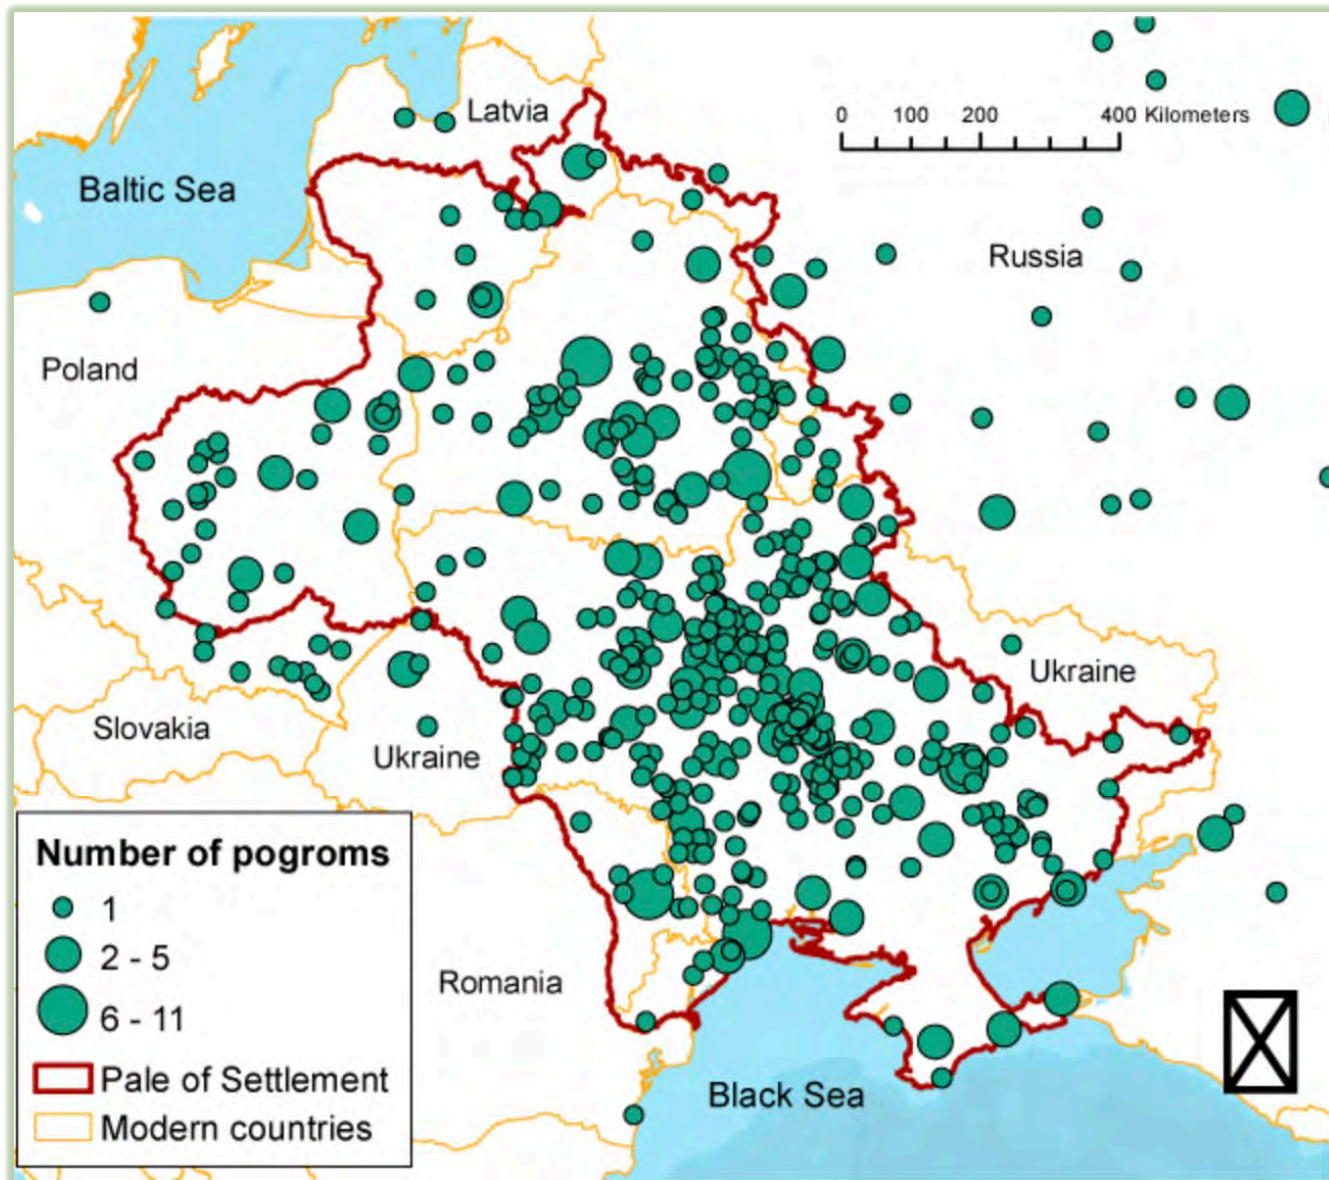 Latvia
0 100 200 400 Kilometers
Baltic Sea
Russia
Poland
Ukraine
Slovakia
Ukraine
Romania
Black Sea
Number of pogroms
1
2 - 5
6 - 11
Pale of Settlement
Modern countries